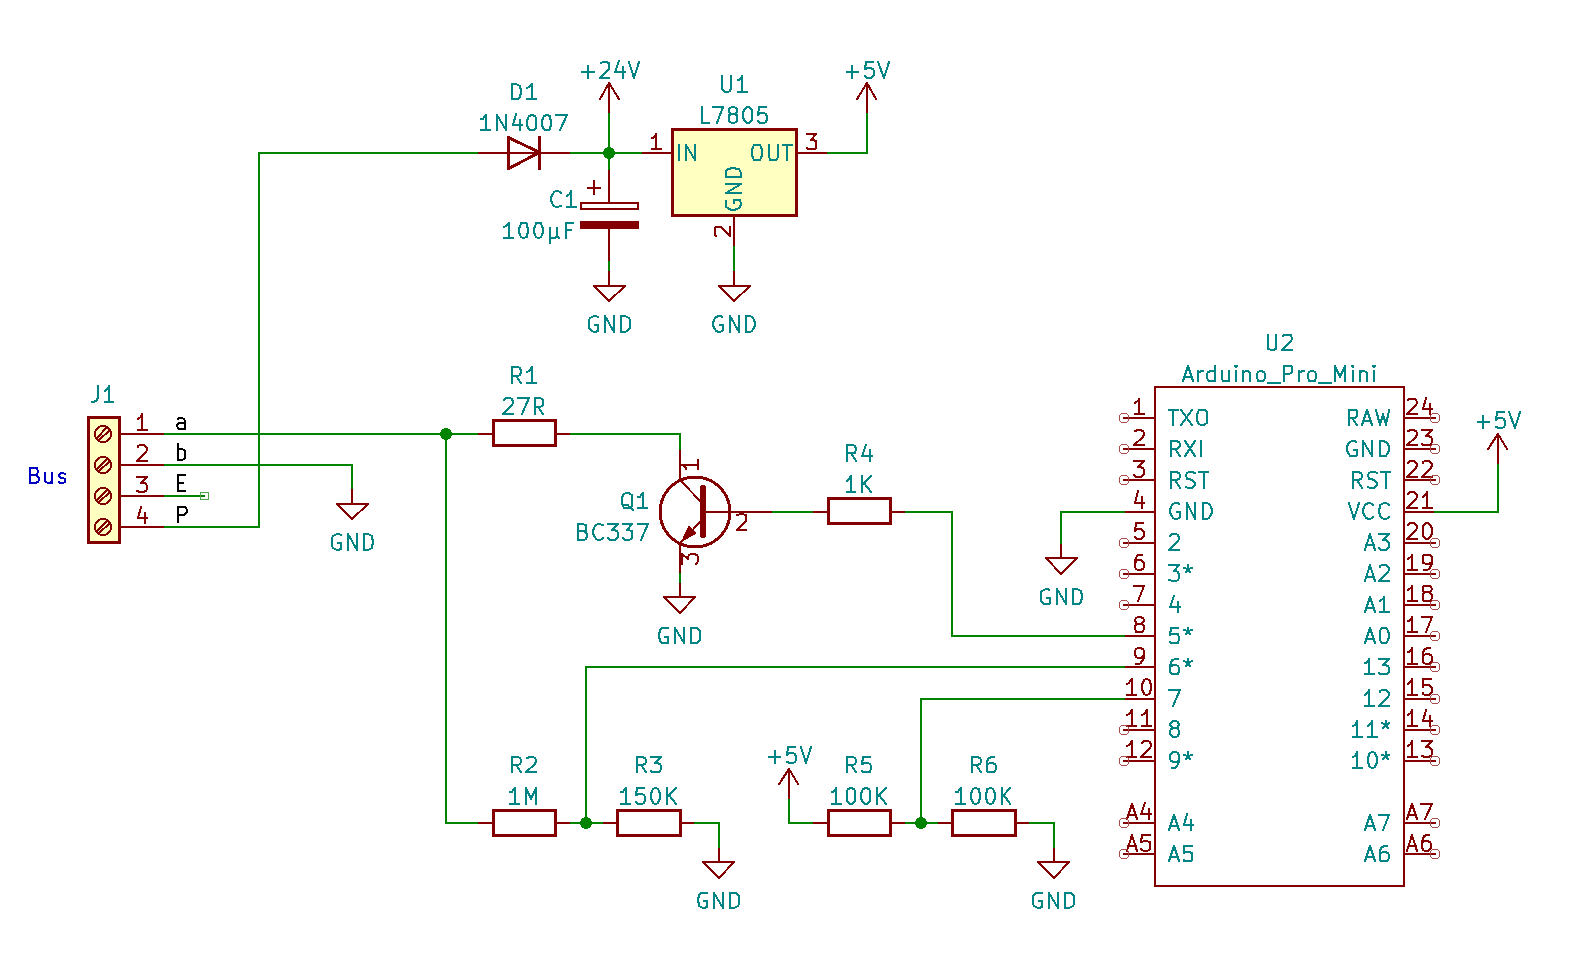 +24V
+5V
D1
1N4007
U1
L7805
1
IN
OUT
3
GND
2
+
C1
100µF
GND
GND
J1
Bus
1
a
2
b
3
E
4
P
GND
R1
27R
1
Q1
BC337
2
3
GND
R4
1K
U2
Arduino_Pro_Mini
1 TXO RAW 24
2 RXI GND 23
3 RST RST 22
4 GND VCC 21
5 2 A3 20
6 3* A2 19
7 4 A1 18
8 5* A0 17
9 6* 13 16
10 7 12 15
11 8 11* 14
12 9* 10* 13
A4 A4 A7 A7
A5 A5 A6 A6
+5V
GND
R2
1M
R3
150K
GND
+5V
R5
100K
R6
100K
GND